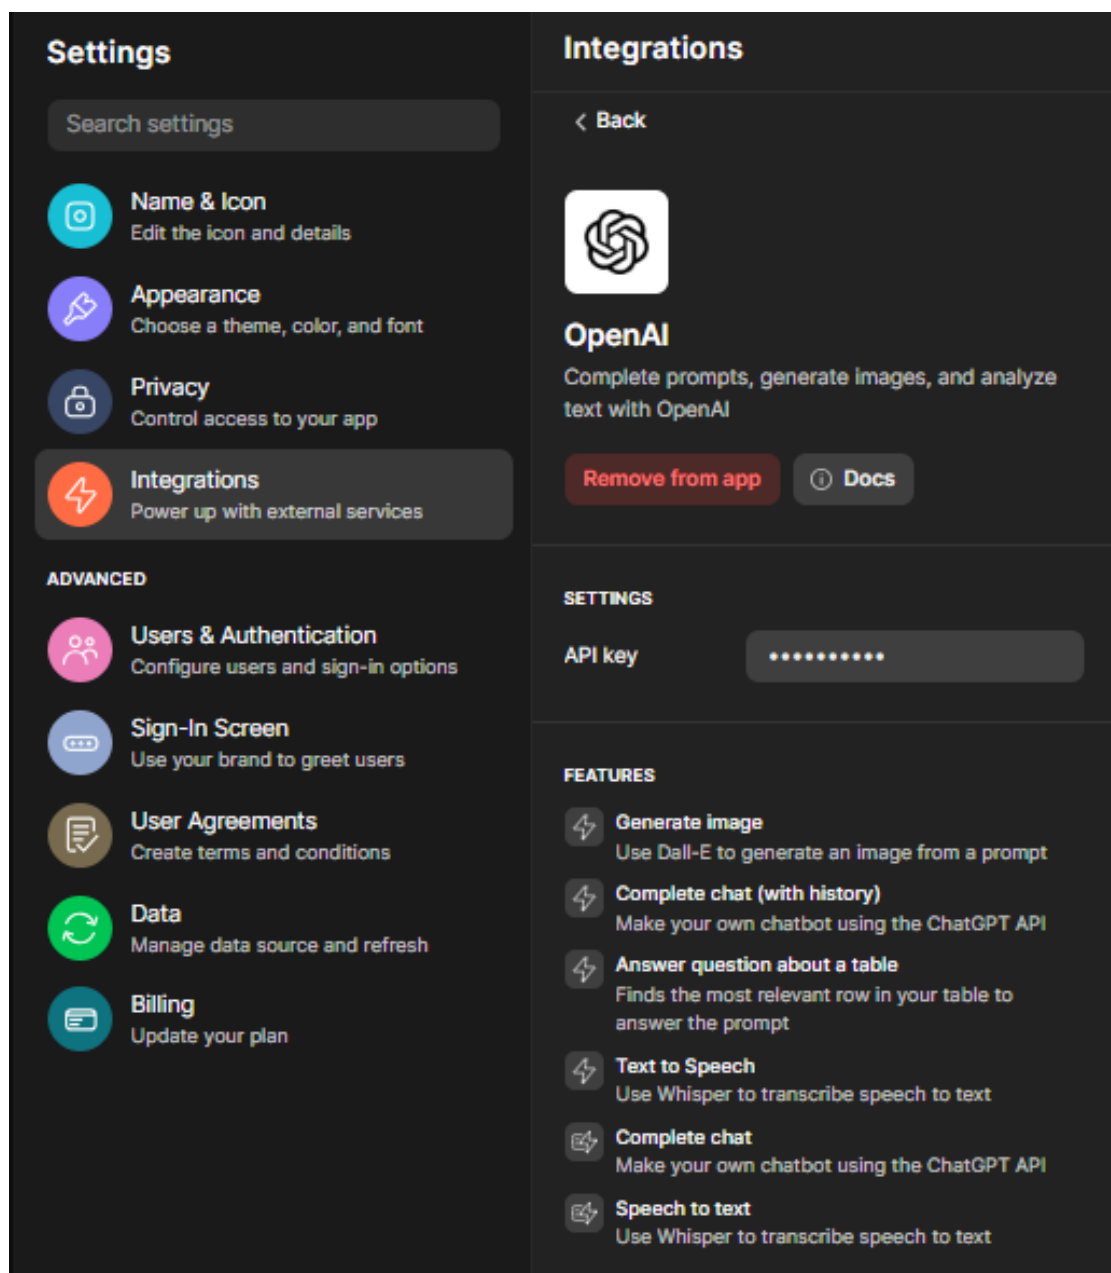 Settings
Search settings
Name & Icon
Edit the icon and details
Appearance
Choose a theme, color, and font
Privacy
Control access to your app
Integrations
Power up with external services
ADVANCED
Users & Authentication
Configure users and sign-in options
Sign-In Screen
Use your brand to greet users
User Agreements
Create terms and conditions
Data
Manage data source and refresh
Billing
Update your plan
Integrations
Back
OpenAI
Complete prompts, generate images, and analyze
text with OpenAI
Remove from app
Docs
SETTINGS
API key
••••••••••
FEATURES
Generate image
Use Dall-E to generate an image from a prompt
Complete chat (with history)
Make your own chatbot using the ChatGPT API
Answer question about a table
Finds the most relevant row in your table to
answer the prompt
Text to Speech
Use Whisper to transcribe speech to text
Complete chat
Make your own chatbot using the ChatGPT API
Speech to text
Use Whisper to transcribe speech to text